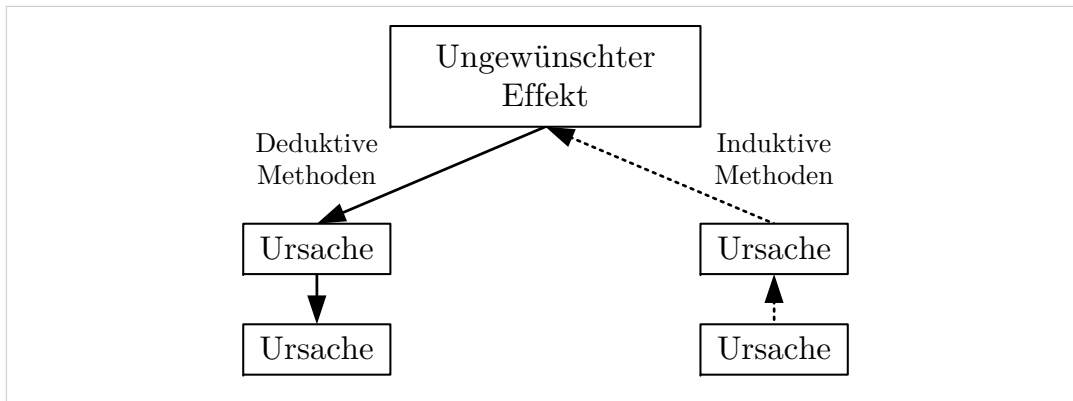 Ungewünschter
Effekt
Deduktive
Methoden
Induktive
Methoden
Ursache
Ursache
Ursache
Ursache